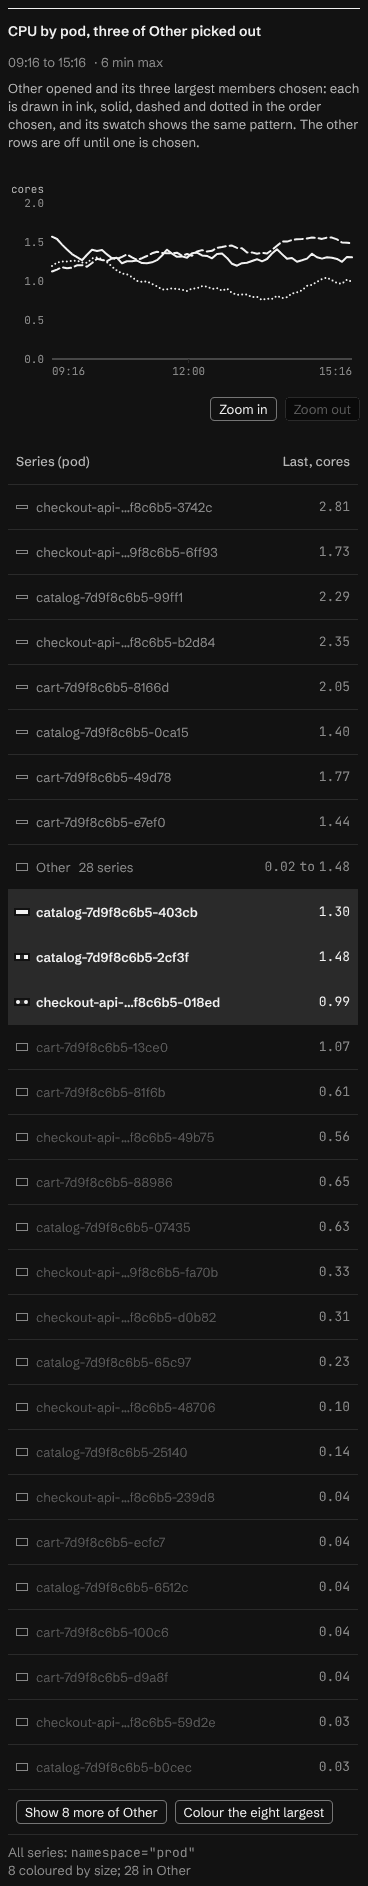 CPU by pod, three of Other picked out
09:16 to 15:16 · 6 min max
Other opened and its three largest members chosen: each
is drawn in ink, solid, dashed and dotted in the order
chosen, and its swatch shows the same pattern. The other
rows are off until one is chosen.
cores
2.0
1.5
1.0
0.5
0.0
09:16 12:00 15:16
Zoom in Zoom out
Series (pod) Last, cores
checkout-api-…f8c6b5-3742c 2.81
checkout-api-…9f8c6b5-6ff93 1.73
catalog-7d9f8c6b5-99ff1 2.29
checkout-api-…f8c6b5-b2d84 2.35
cart-7d9f8c6b5-8166d 2.05
catalog-7d9f8c6b5-0ca15 1.40
cart-7d9f8c6b5-49d78 1.77
cart-7d9f8c6b5-e7ef0 1.44
Other 28 series 0.02 to 1.48
catalog-7d9f8c6b5-403cb 1.30
catalog-7d9f8c6b5-2cf3f 1.48
checkout-api-…f8c6b5-018ed 0.99
cart-7d9f8c6b5-13ce0 1.07
cart-7d9f8c6b5-81f6b 0.61
checkout-api-…f8c6b5-49b75 0.56
cart-7d9f8c6b5-88986 0.65
catalog-7d9f8c6b5-07435 0.63
checkout-api-…9f8c6b5-fa70b 0.33
checkout-api-…f8c6b5-d0b82 0.31
catalog-7d9f8c6b5-65c97 0.23
checkout-api-…f8c6b5-48706 0.10
catalog-7d9f8c6b5-25140 0.14
checkout-api-…f8c6b5-239d8 0.04
cart-7d9f8c6b5-ecfc7 0.04
catalog-7d9f8c6b5-6512c 0.04
cart-7d9f8c6b5-100c6 0.04
cart-7d9f8c6b5-d9a8f 0.04
checkout-api-…f8c6b5-59d2e 0.03
catalog-7d9f8c6b5-b0cec 0.03
Show 8 more of Other Colour the eight largest
All series: namespace="prod"
8 coloured by size; 28 in Other